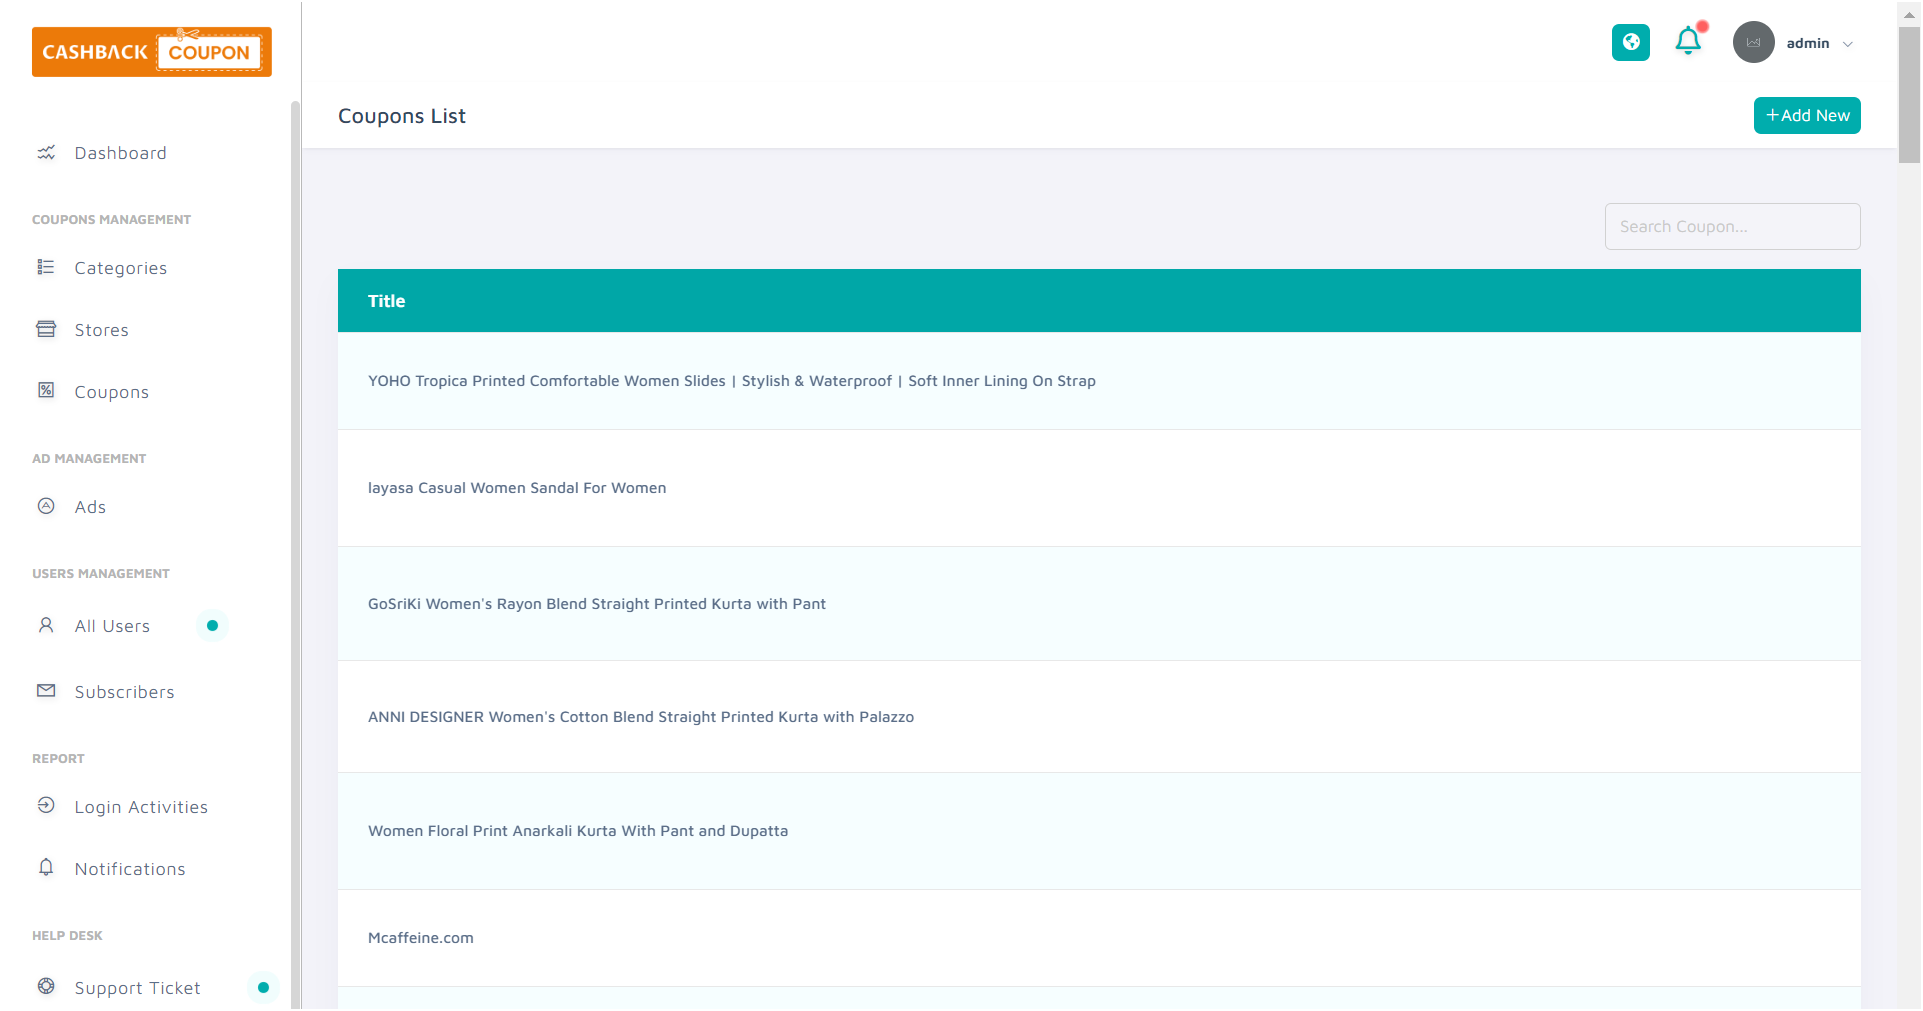 CASHBACK COUPON
admin
Dashboard
COUPONS MANAGEMENT
Categories
Stores
Coupons
AD MANAGEMENT
Ads
USERS MANAGEMENT
All Users
Subscribers
REPORT
Login Activities
Notifications
HELP DESK
Support Ticket
Coupons List
+Add New
Search Coupon...
Title
YOHO Tropica Printed Comfortable Women Slides | Stylish & Waterproof | Soft Inner Lining On Strap
layasa Casual Women Sandal For Women
GoSriKi Women's Rayon Blend Straight Printed Kurta with Pant
ANNI DESIGNER Women's Cotton Blend Straight Printed Kurta with Palazzo
Women Floral Print Anarkali Kurta With Pant and Dupatta
Mcaffeine.com